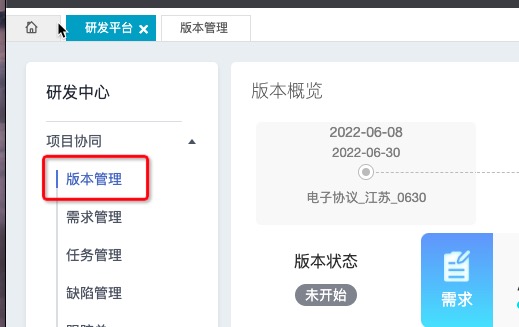 研发平台
版本管理
研发中心
项目协同
版本管理
需求管理
任务管理
缺陷管理
版本概览
2022-06-08
2022-06-30
电子协议_江苏_0630
版本状态
未开始
需求